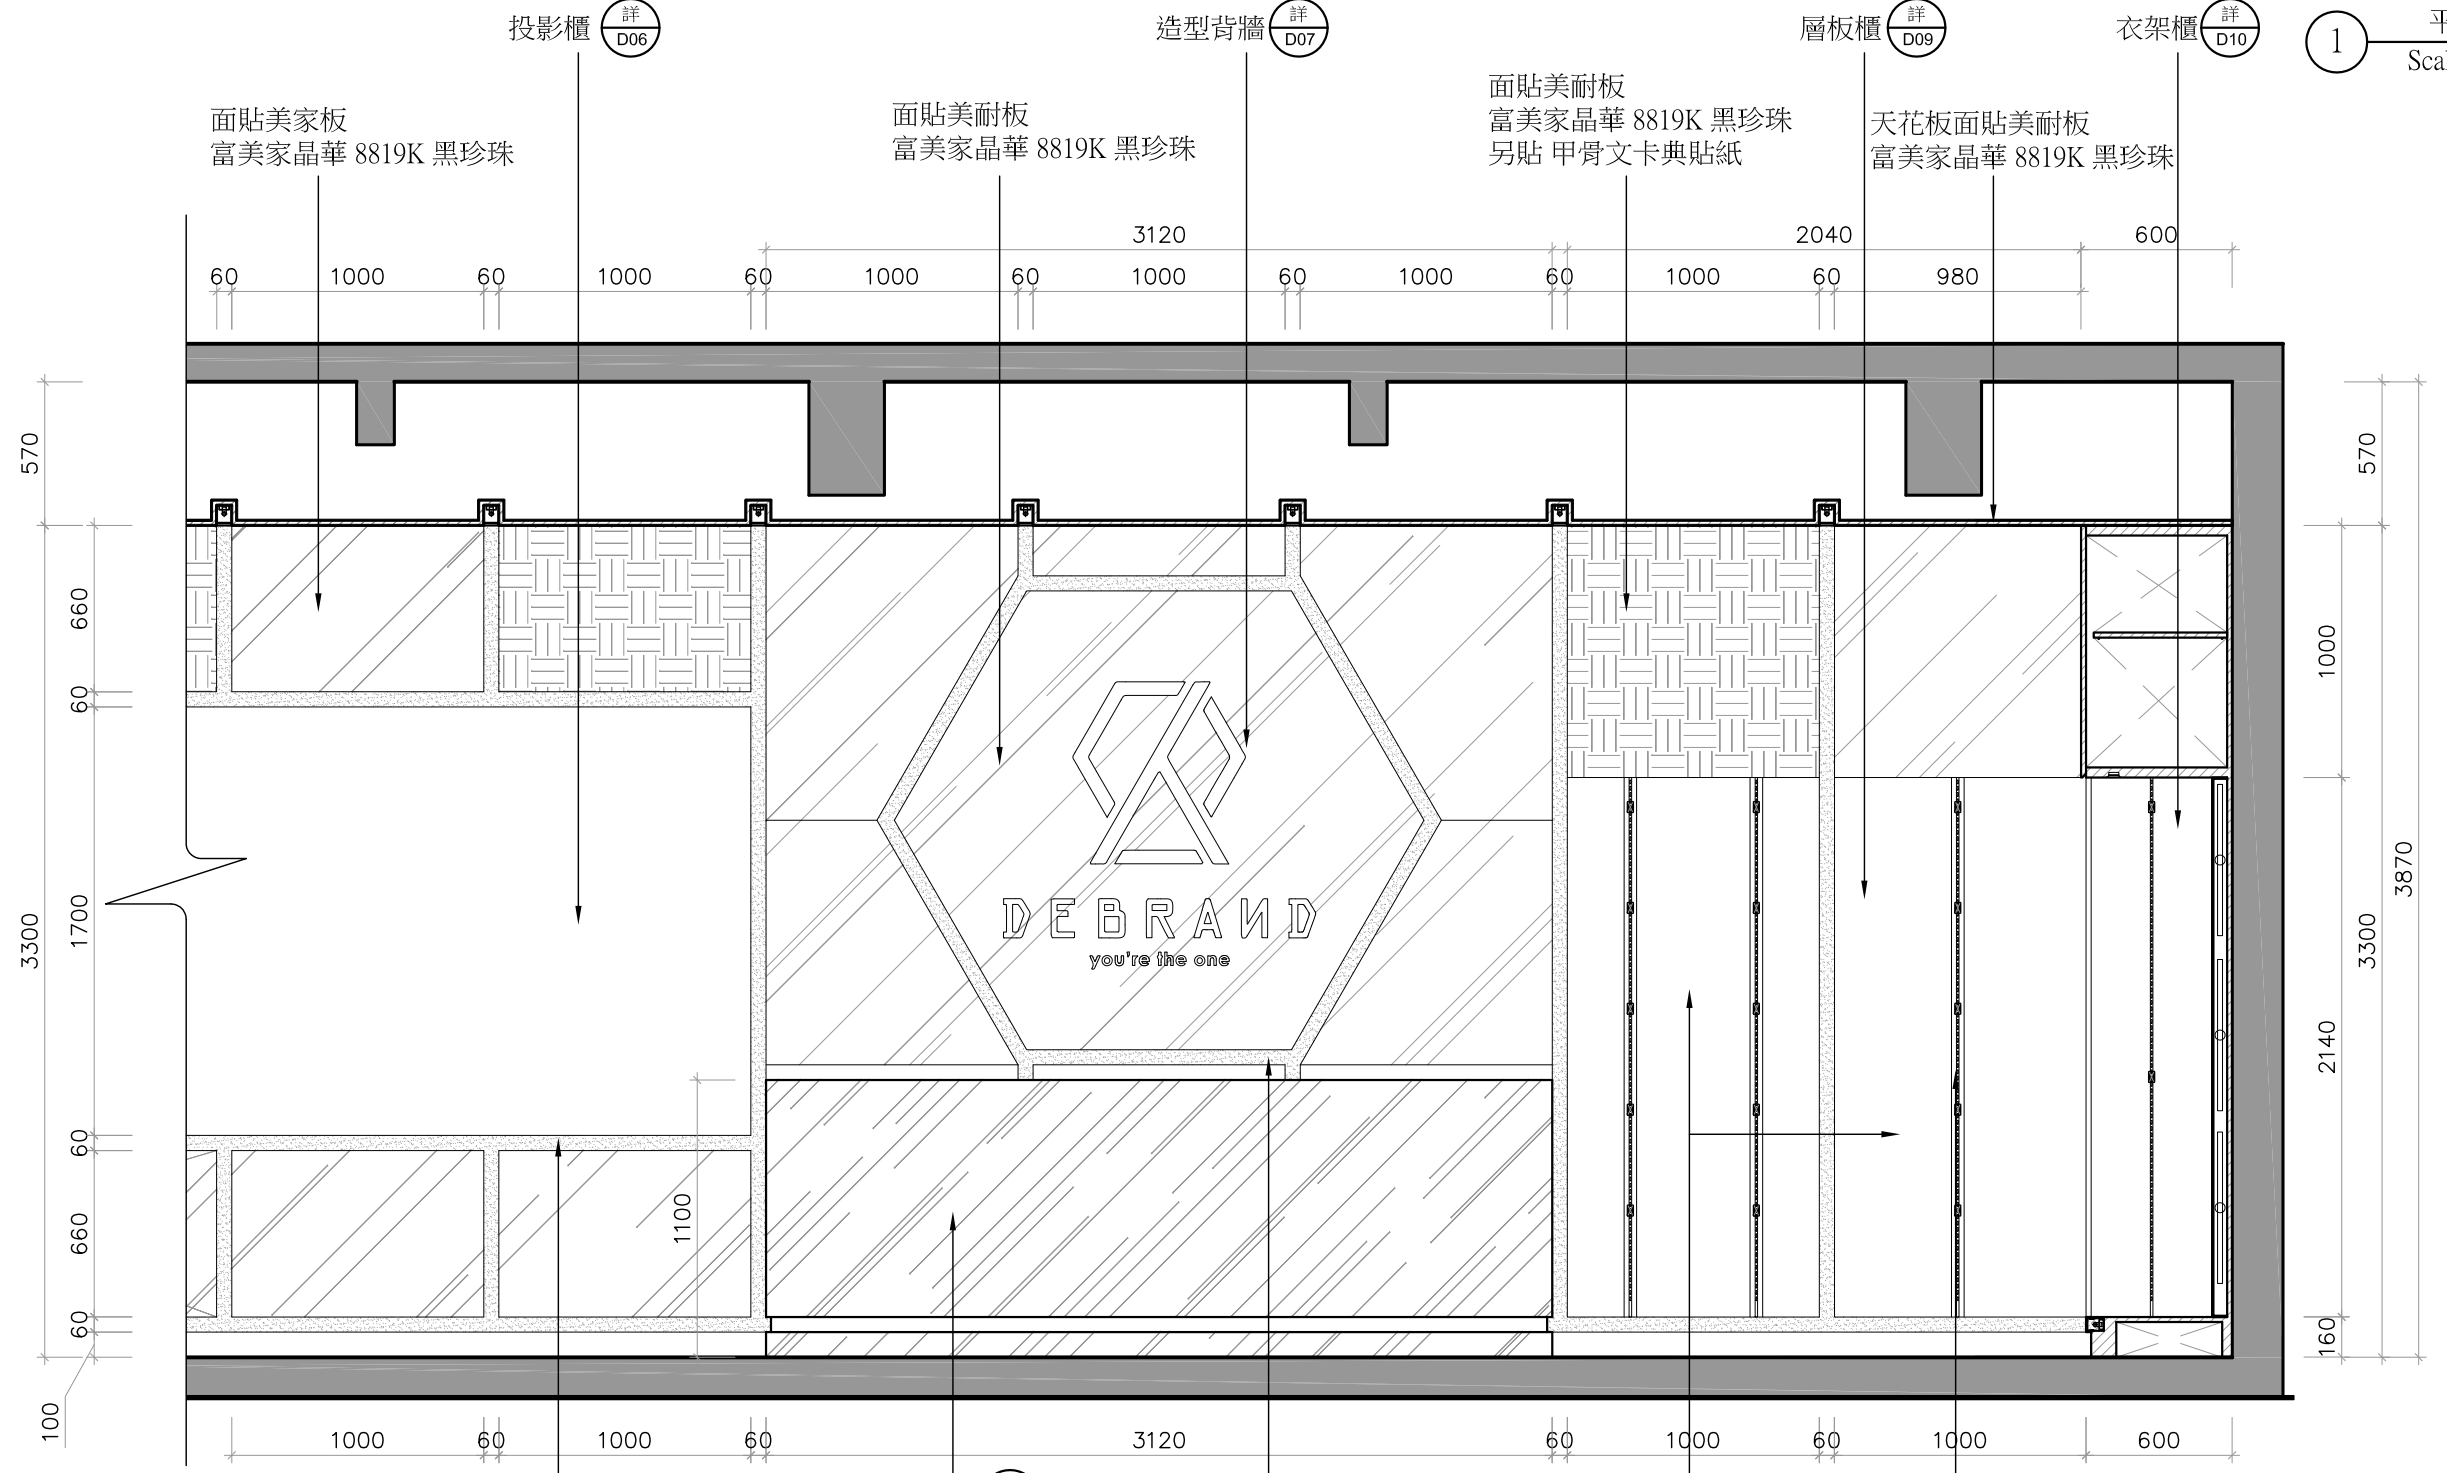 投影櫃
詳
D06
造型背牆
詳
D07
層板櫃
詳
D09
衣架櫃
詳
D10
1
Scal
面貼美家板
富美家晶華 8819K 黑珍珠
面貼美耐板
富美家晶華 8819K 黑珍珠
面貼美耐板
富美家晶華 8819K 黑珍珠
另貼 甲骨文卡典貼紙
天花板面貼美耐板
富美家晶華 8819K 黑珍珠
3120 2040 600
60 1000 60 1000 60 1000 60 1000 60 1000 60 1000 60 980
570
3300
660
60
1700
60
660
60
100
1100
DEBRAND
you're the one
1000
2140
160
570
3300
3870
1000 60 1000 60 3120 60 1000 60 1000 600